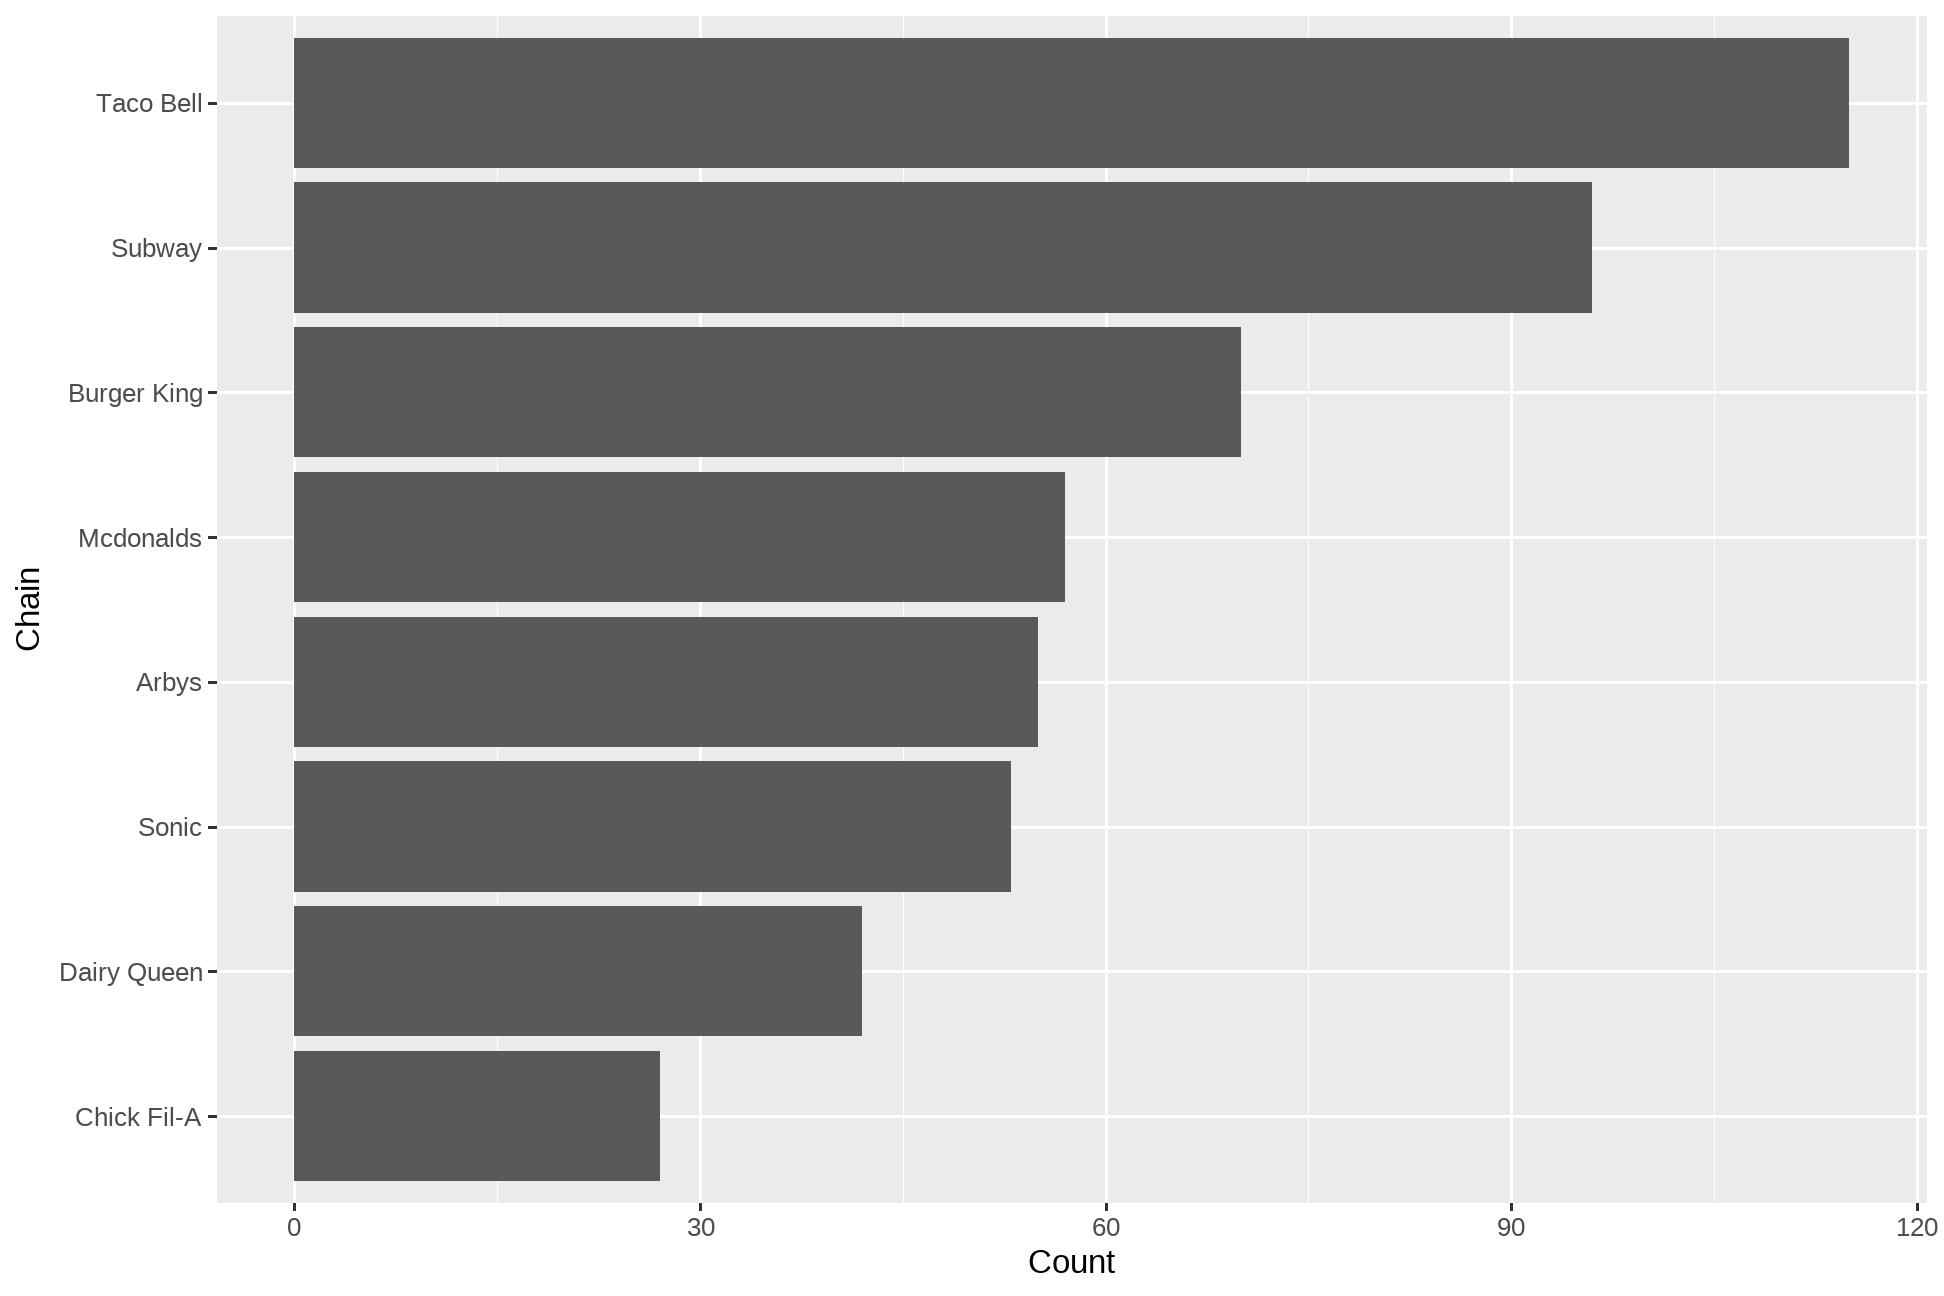 Chain
Taco Bell
Subway
Burger King
Mcdonalds
Arbys
Sonic
Dairy Queen
Chick Fil-A
0 30 60 90 120
Count